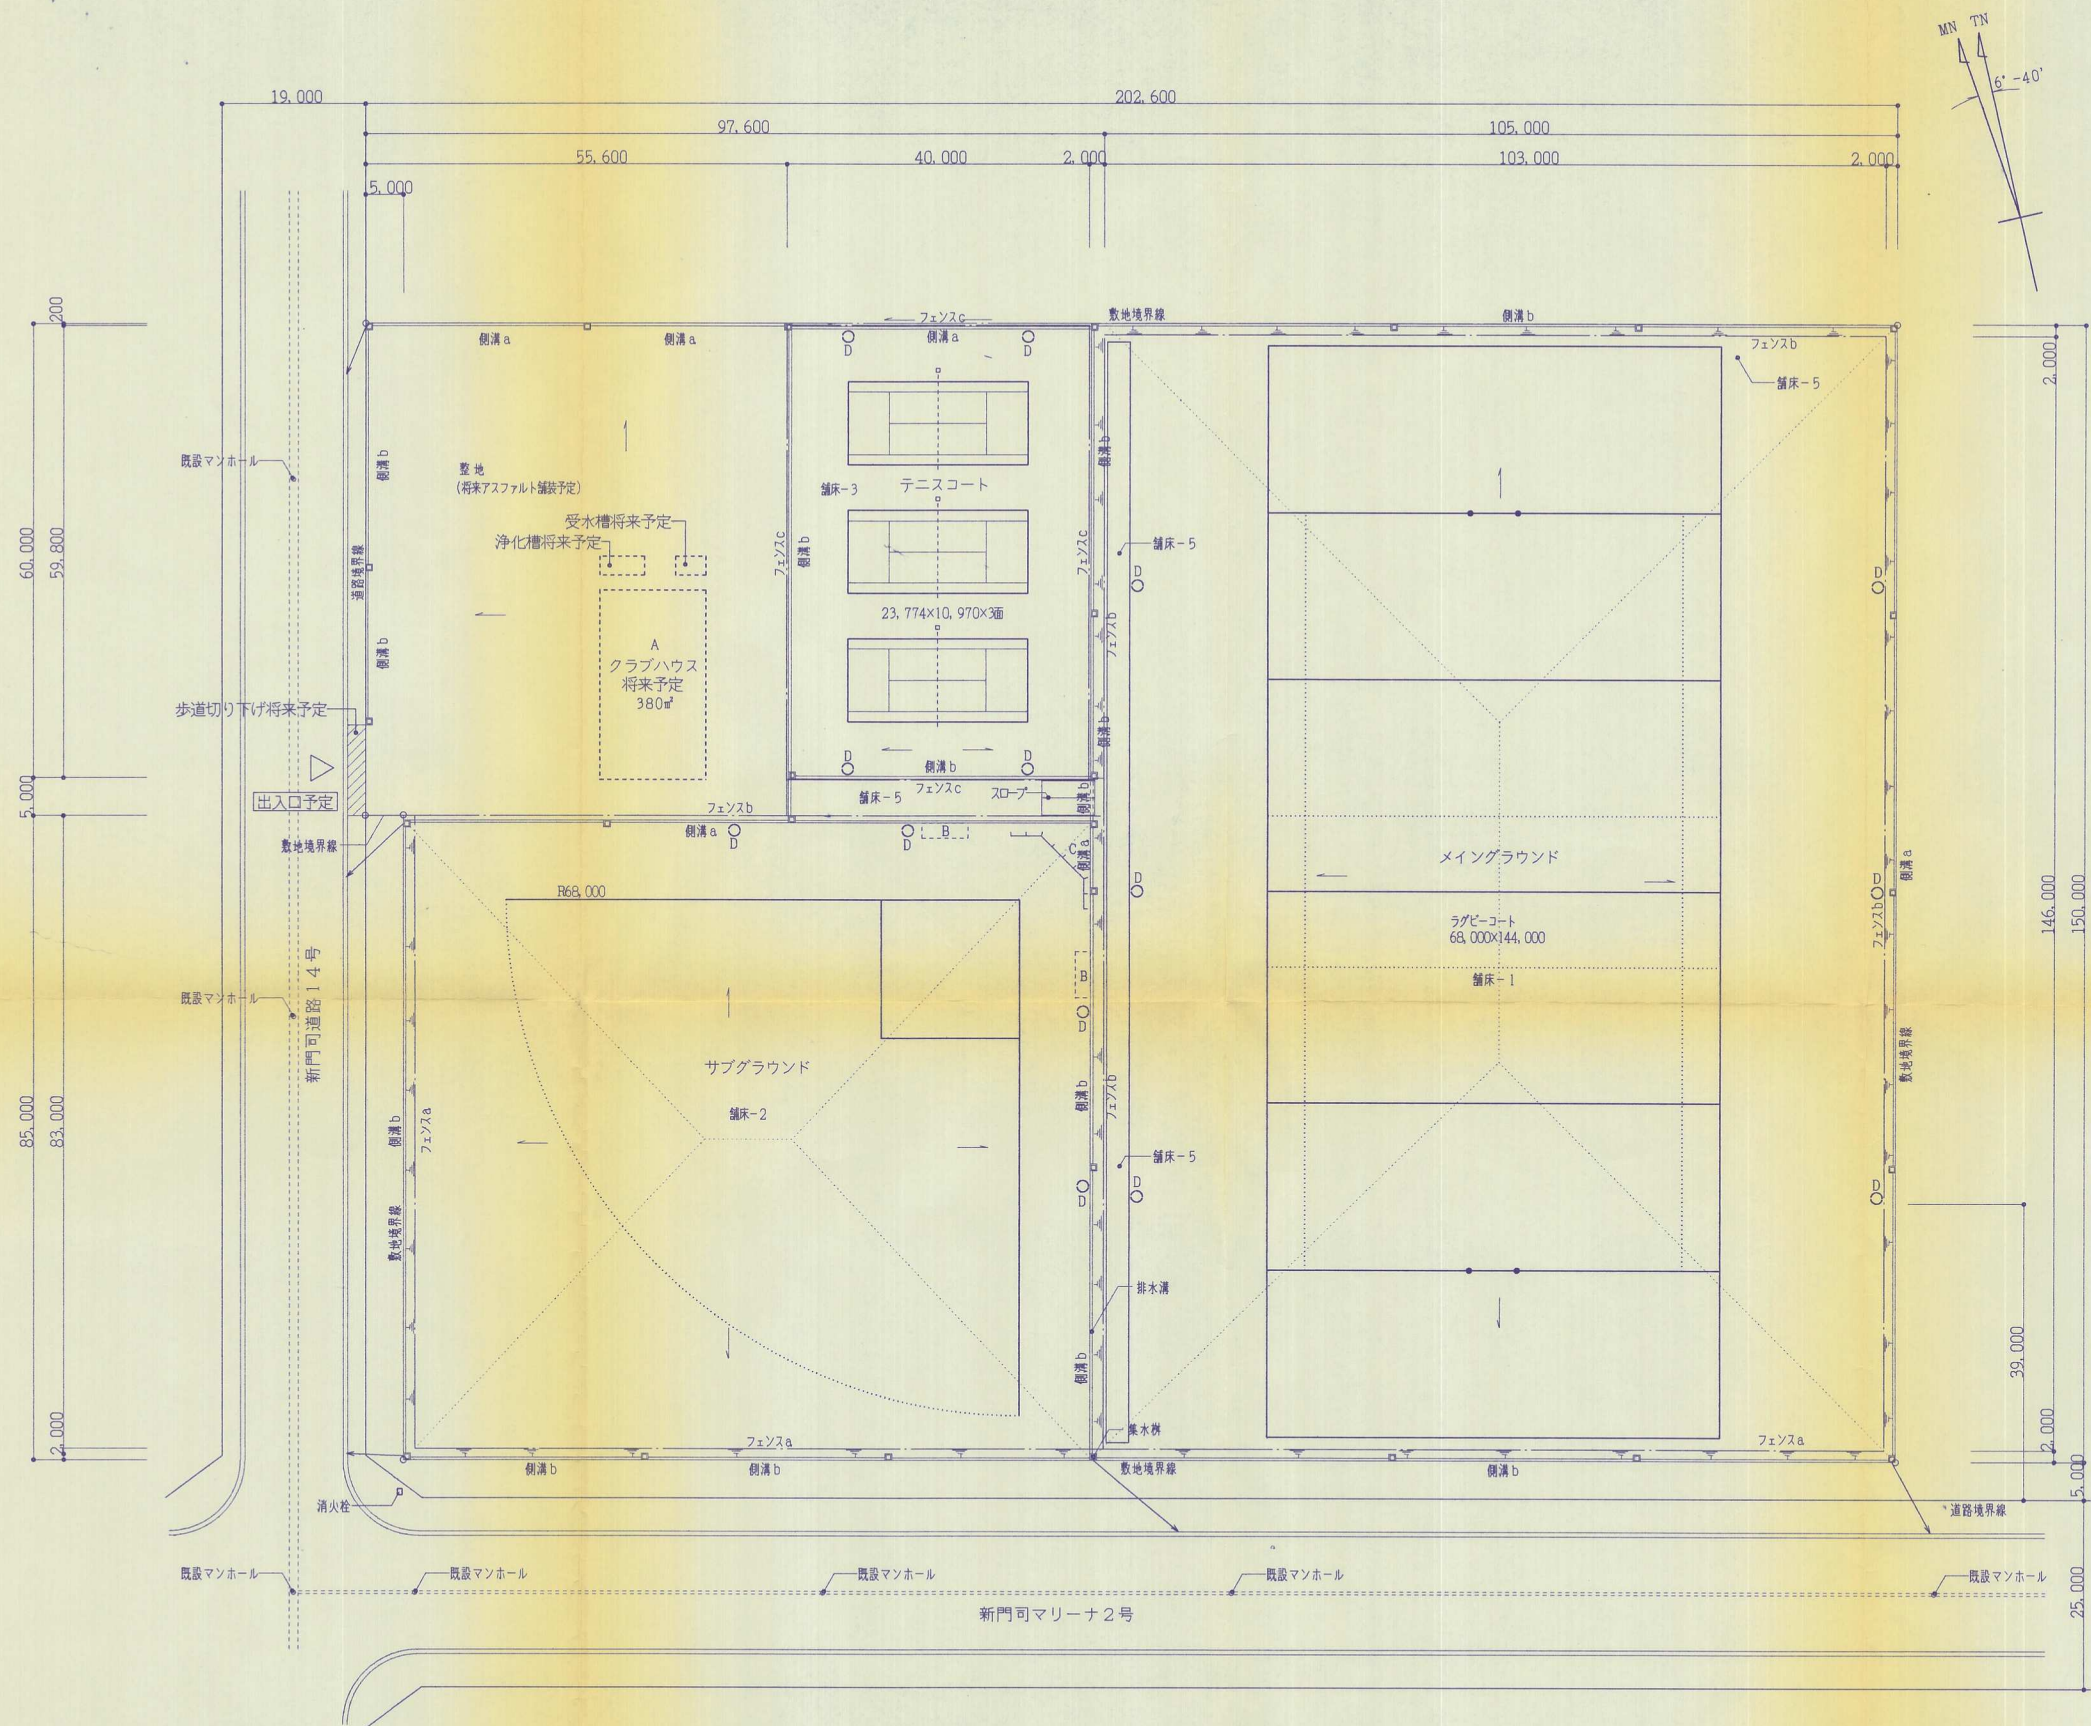 MN TN
6°-40'
19,000
202,600
97,600
105,000
55,600
40,000
2,000
103,000
2,000
5,000
200
60,000
59,800
5,000
85,000
83,000
2,000
敷地境界線
フェンスc
側溝a
側溝a
側溝a
側溝b
フェンスb
舗床-5
D
D
2,000
既設マンホール
側溝b
整地
(将来アスファルト舗装予定)
舗床-3
テニスコート
側溝b
受水槽将来予定
浄化槽将来予定
道路境界線
フェンスc
側溝b
フェンスc
舗床-5
D
D
23,774×10,970×3面
フェンスb
側溝b
A
クラブハウス
将来予定
380㎡
歩道切り下げ将来予定
側溝b
D
D
側溝b
出入口予定
フェンスb
舗床-5
フェンスc
スロープ
側溝b
敷地境界線
側溝a
D
D
B
C
側溝a
D
メイングラウンド
D
側溝a
R68,000
ラグビーコート
68,000×144,000
舗床-1
フェンスb
146,000
150,000
既設マンホール
新門司道路14号
B
D
サブグラウンド
舗床-2
側溝b
フェンスa
側溝b
フェンスb
敷地境界線
舗床-5
D
D
D
敷地境界線
排水溝
側溝b
39,000
2,000
5,000
25,000
集水桝
フェンスa
フェンスa
側溝b
側溝b
敷地境界線
側溝b
消火栓
道路境界線
既設マンホール
既設マンホール
既設マンホール
既設マンホール
既設マンホール
新門司マリーナ2号